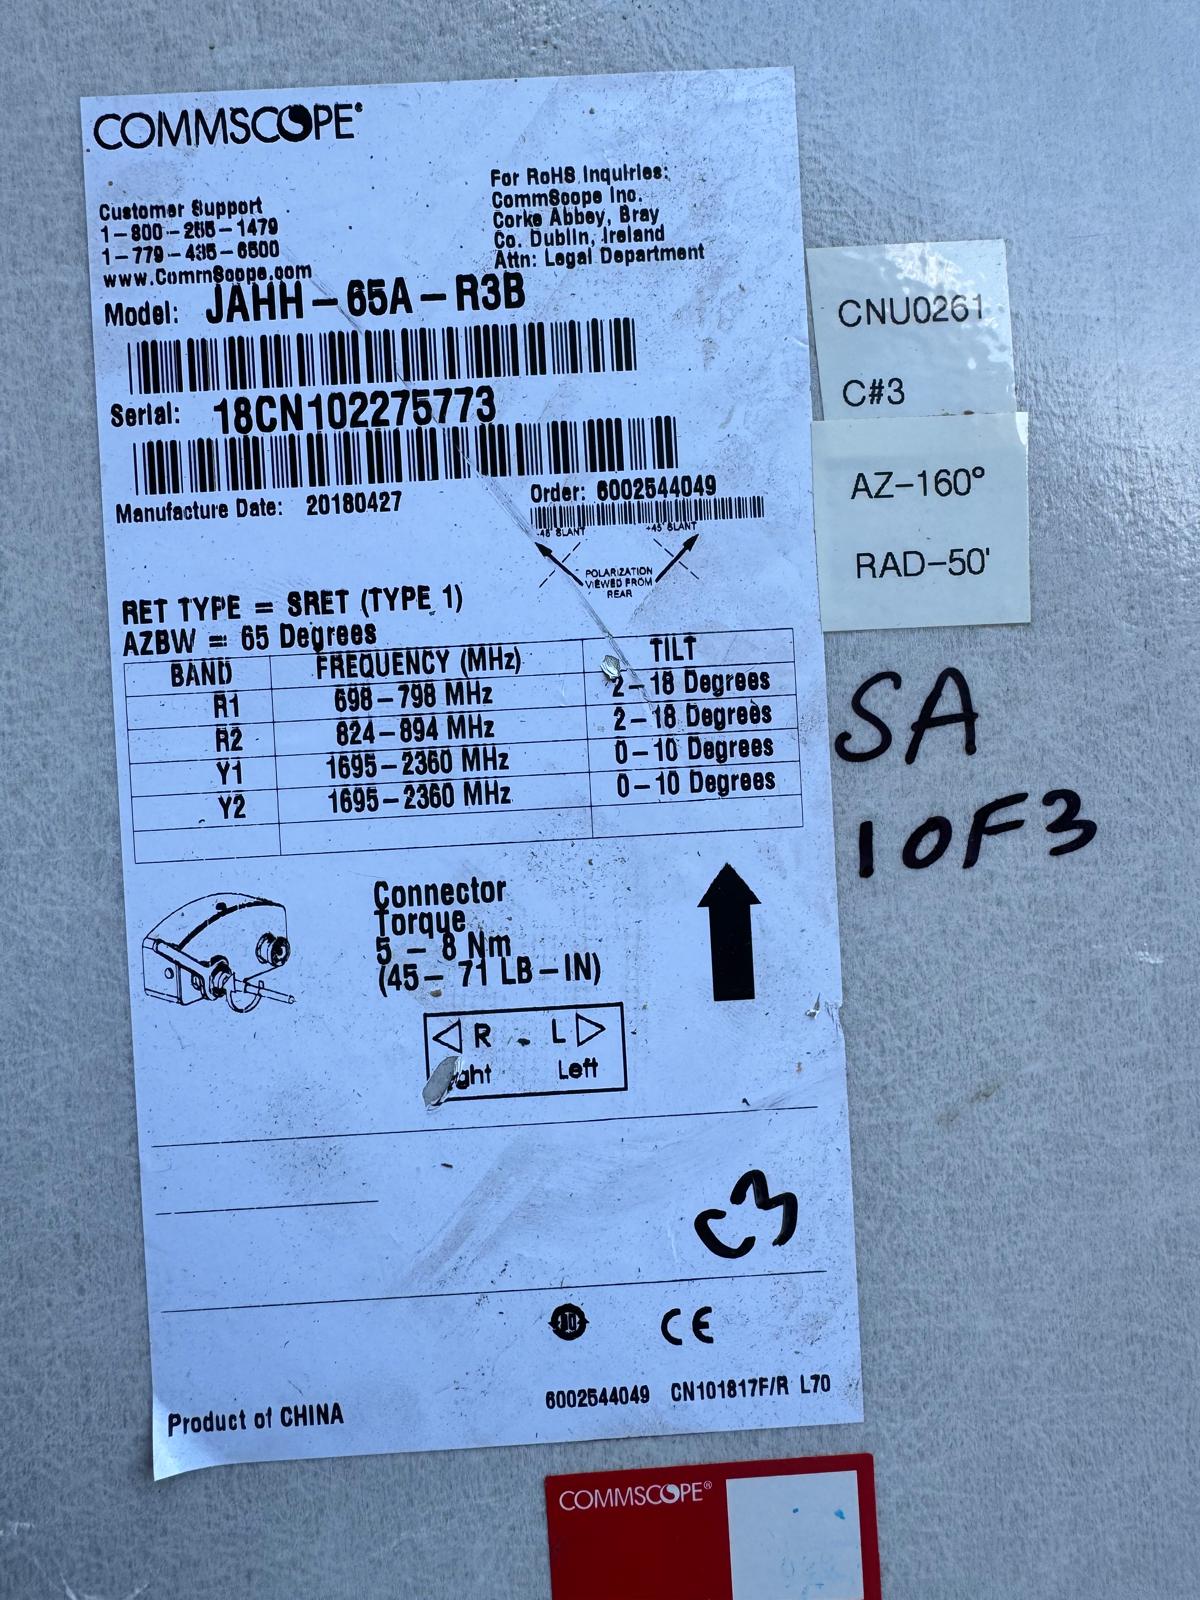 COMMSCOPE®
Customer Support
1-800-255-1479
1-779-435-6500
www.CommScope.com
For RoHS Inquiries:
CommScope Inc.
Corke Abbey, Bray
Co. Dublin, Ireland
Attn: Legal Department
Model: JAHH-65A-R3B
Serial: 18CN102275773
Manufacture Date: 20180427
Order: 6002544049
-45° SLANT +45° SLANT
POLARIZATION
VIEWED FROM
REAR
RET TYPE = SRET (TYPE 1)
AZBW = 65 Degrees
BAND FREQUENCY (MHz) TILT
R1 698-798 MHz 2-18 Degrees
R2 824-894 MHz 2-18 Degrees
Y1 1695-2360 MHz 0-10 Degrees
Y2 1695-2360 MHz 0-10 Degrees
Connector
Torque
5 - 8 Nm
(45- 71 LB-IN)
R L
ght Left
C3
CE
6002544049 CN101817F/R L70
Product of CHINA
CNU0261
C#3
AZ-160°
RAD-50'
SA
1OF3
COMMSCOPE®